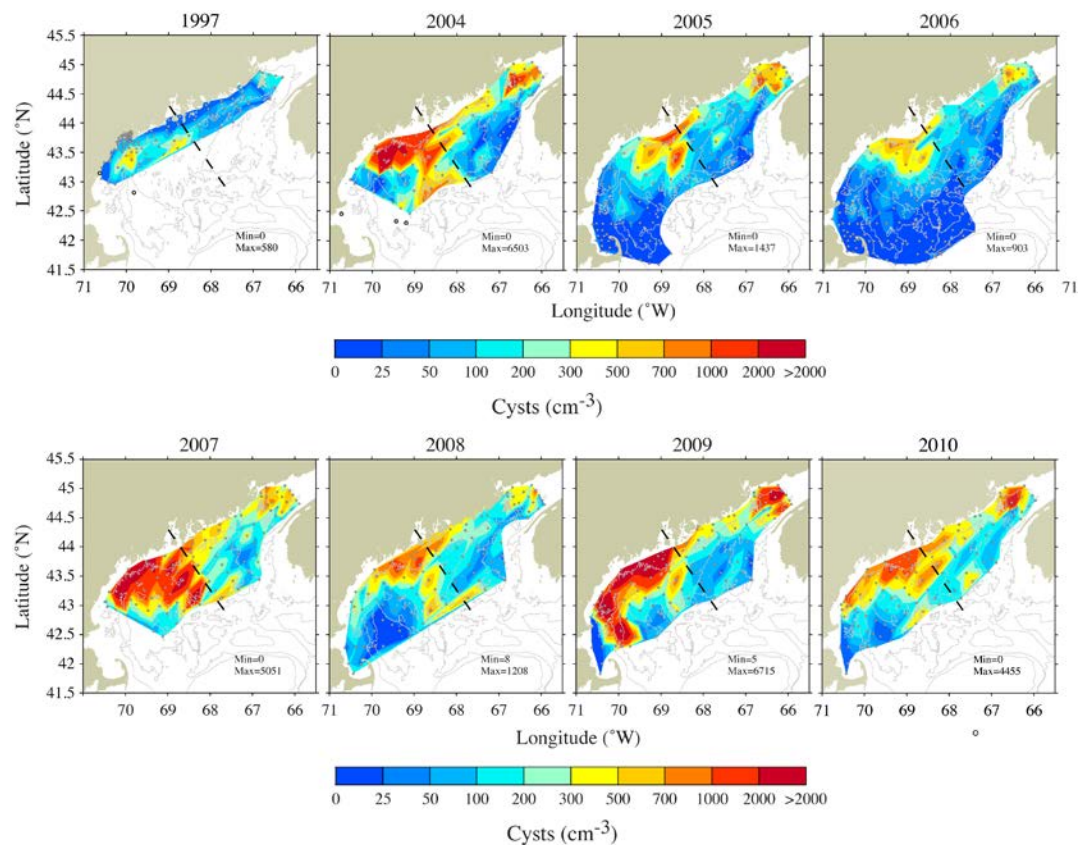 1997 2004 2005 2006
45.5
45
44.5
44
43.5
43
42.5
42
41.5
Latitude (˚N)
Min=0 Min=0 Min=0 Min=0
Max=580 Max=6503 Max=1437 Max=903
71 70 69 68 67 66 71 70 69 68 67 66 71 70 69 68 67 66 71 70 69 68 67 66 71
Longitude (˚W)
0 25 50 100 200 300 500 700 1000 2000 >2000
Cysts (cm-3)
2007 2008 2009 2010
45.5
45
44.5
44
43.5
43
42.5
42
41.5
Latitude (˚N)
Min=0 Min=8 Min=5 Min=0
Max=5051 Max=1208 Max=6715 Max=4455
70 69 68 67 66 71 70 69 68 67 66 71 70 69 68 67 66 71 70 69 68 67 66
Longitude (˚W)
0 25 50 100 200 300 500 700 1000 2000 >2000
Cysts (cm-3)